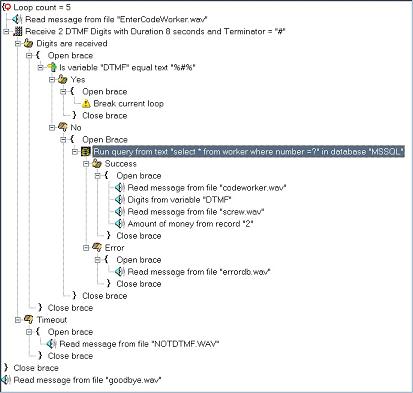 Loop count = 5
Read message from file "EnterCodeWorker.wav"
Receive 2 DTMF Digits with Duration 8 seconds and Terminator = "#"
Digits are received
{ Open brace
Is variable "DTMF" equal text "%#%"
Yes
{ Open brace
Break current loop
} Close brace
No
{ Open Brace
Run query from text "select * from worker where number =?" in database "MSSQL"
Success
{ Open brace
Read message from file "codeworker.wav"
Digits from variable "DTMF"
Read message from file "screw.wav"
Amount of money from record "2"
} Close brace
Error
{ Open brace
Read message from file "errordb.wav"
} Close brace
} Close brace
} Close brace
Timeout
{ Open brace
Read message from file "NOTDTMF.WAV"
} Close brace
} Close brace
Read message from file "goodbye.wav"